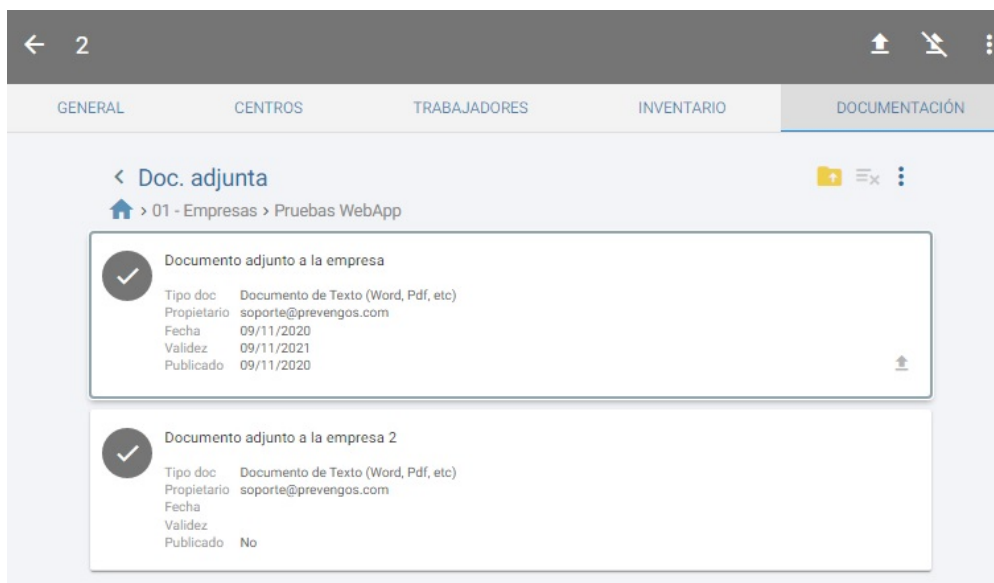 2
GENERAL CENTROS TRABAJADORES INVENTARIO DOCUMENTACIÓN
Doc. adjunta
> 01 - Empresas > Pruebas WebApp
Documento adjunto a la empresa
Tipo doc Documento de Texto (Word, Pdf, etc)
Propietario soporte@prevengos.com
Fecha 09/11/2020
Validez 09/11/2021
Publicado 09/11/2020
Documento adjunto a la empresa 2
Tipo doc Documento de Texto (Word, Pdf, etc)
Propietario soporte@prevengos.com
Fecha
Validez
Publicado No